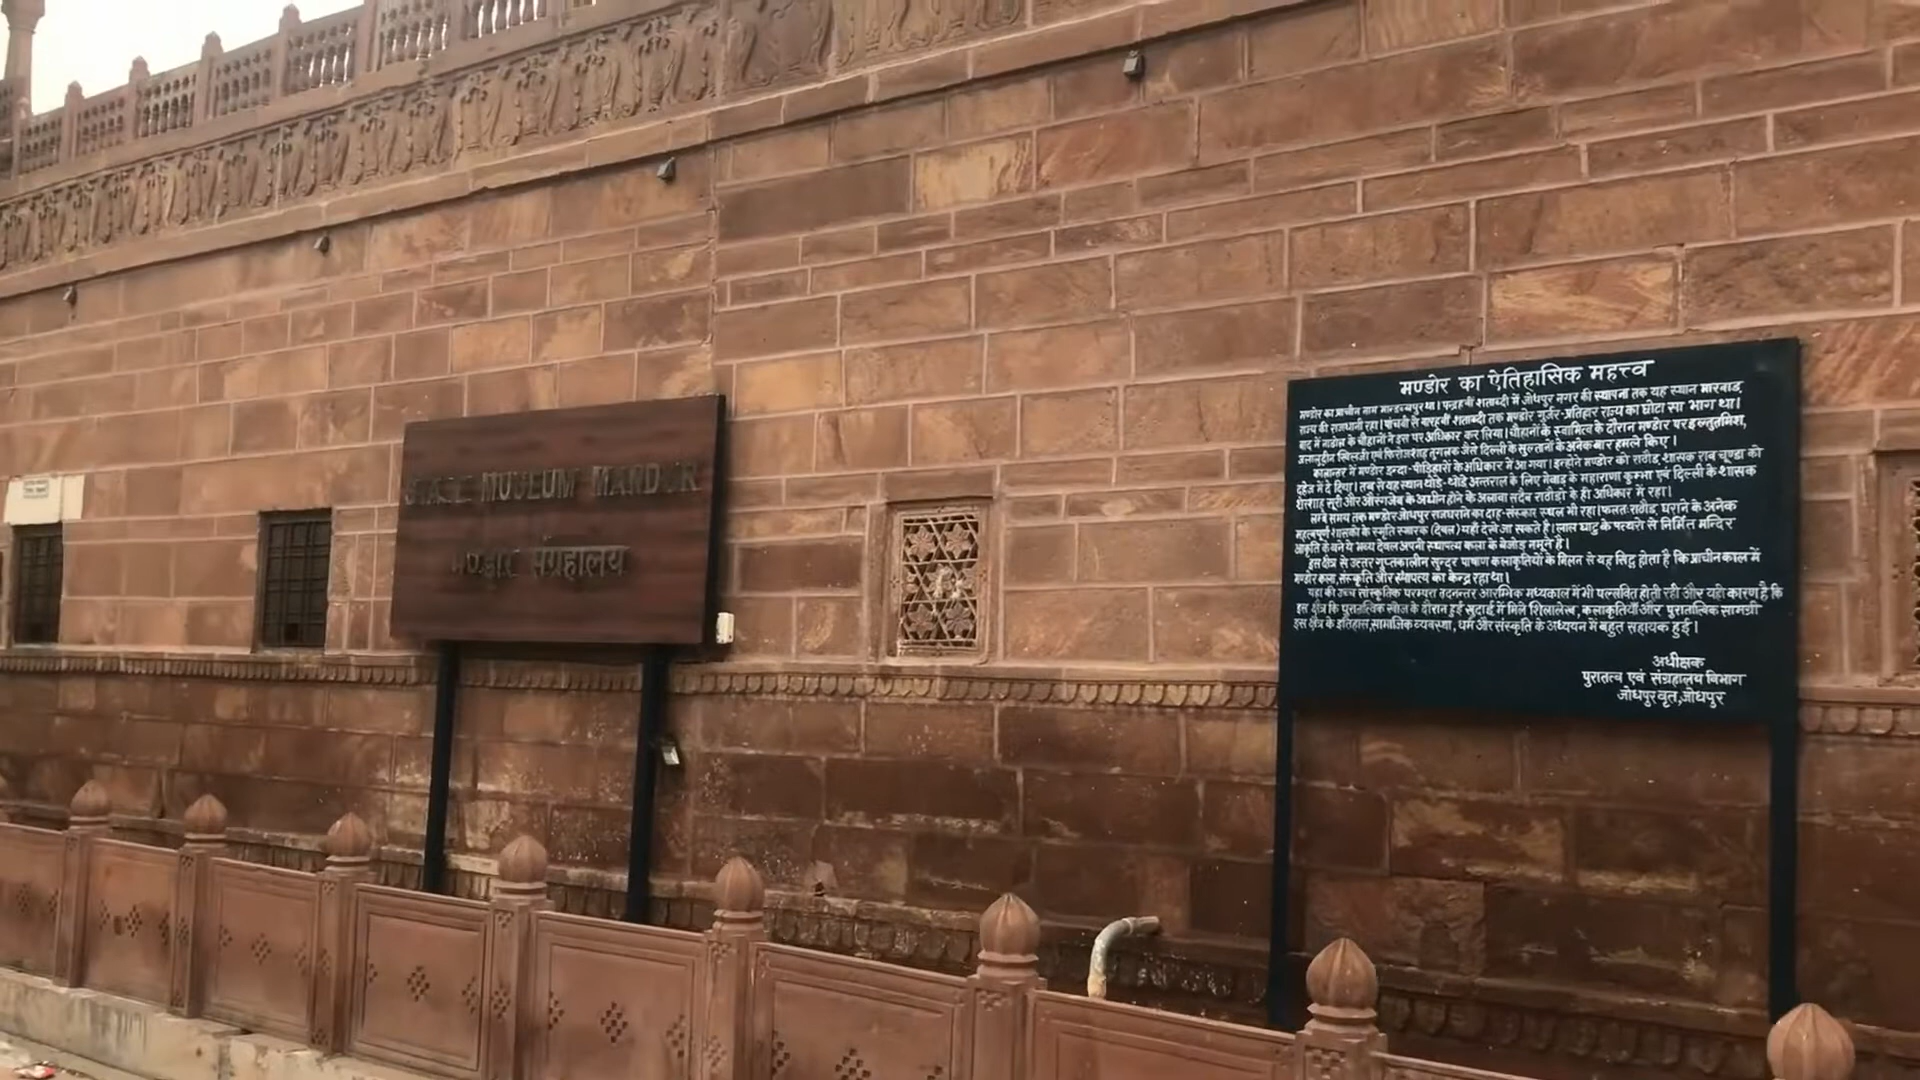 STATE MUSEUM MANDOR
मण्डोर संग्रहालय
मण्डोर का ऐतिहासिक महत्त्व
मण्डोर का प्राचीन नाम माण्डव्यपुर था। पन्द्रहवीं शताब्दी में जोधपुर नगर की स्थापना तक यह स्थान मारवाड़
राज्य की राजधानी रहा। पांचवीं से बारहवीं शताब्दी तक मण्डोर गुर्जर-प्रतिहार राज्य का छोटा सा भाग था।
बाद में नाडोल के चौहानों ने इस पर अधिकार कर लिया। चौहानों के स्वामित्व के दौरान मण्डोर पर इल्तुतमिश,
जलालुद्दीन खिलजी एवं फिरोजशाह तुगलक जैसे दिल्ली के सुल्तानों के अनेक बार हमले किए।
कालान्तर में मण्डोर इन्दा-पीड़िहारों के अधिकार में आ गया। इन्होंने मण्डोर को राठौड़ शासक राव चूण्डा को
दहेज में दे दिया। तब से यह स्थान थोड़े-थोड़े अन्तराल के लिए मेवाड़ के महाराणा कुम्भा एवं दिल्ली के शासक
शेरशाह सूरी और औरंगजेब के अधीन होने के अलावा सदैव राठौड़ों के ही अधिकार में रहा।
लम्बे समय तक मण्डोर जोधपुर राजघराने का दाह-संस्कार स्थल भी रहा। फलतः राठौड़ घराने के अनेक
महत्वपूर्ण शासकों के स्मृति स्मारक (देवल) यहाँ देखे जा सकते है। लाल घाटु के पत्थरों से निर्मित मन्दिर
आकृति के बने ये भव्य देवल अपनी स्थापत्य कला के बेजोड़ नमूने है।
इस क्षेत्र से उत्तर गुप्तकालीन सुन्दर पाषाण कलाकृतियों के मिलन से यह सिद्ध होता है कि प्राचीन काल में
मण्डोर कला, संस्कृति और स्थापत्य का केन्द्र रहा था।
यहां की उच्च सांस्कृतिक परम्परा तदनन्तर आरम्भिक मध्यकाल में भी पल्लवित होती रही और यही कारण है कि
इस क्षेत्र कि पुरातात्विक खोज के दौरान हुई खुदाई में मिले शिलालेख, कलाकृतियाँ और पुरातात्विक सामग्री
इस क्षेत्र के इतिहास, सामाजिक व्यवस्था, धर्म और संस्कृति के अध्ययन में बहुत सहायक हुई।
अधीक्षक
पुरातत्व एवं संग्रहालय विभाग
जोधपुर वृत, जोधपुर